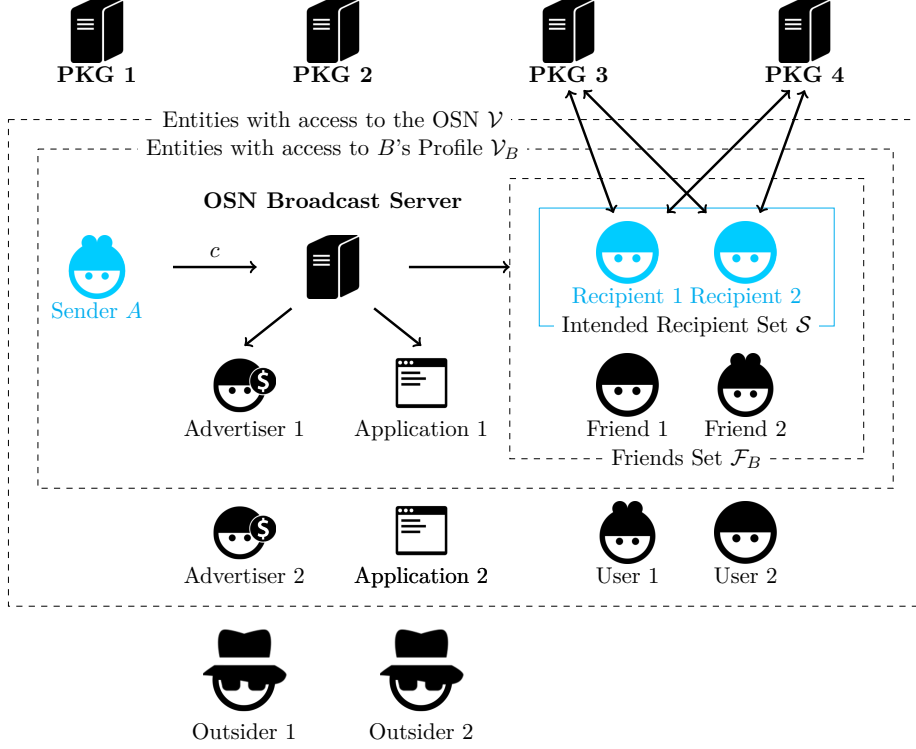 PKG 1 PKG 2 PKG 3 PKG 4
Entities with access to the OSN 𝒱
Entities with access to B's Profile 𝒱_B
OSN Broadcast Server
c
Sender A
Recipient 1 Recipient 2
Intended Recipient Set 𝒮
$
Advertiser 1 Application 1 Friend 1 Friend 2
Friends Set ℱ_B
$
Advertiser 2 Application 2 User 1 User 2
Outsider 1 Outsider 2